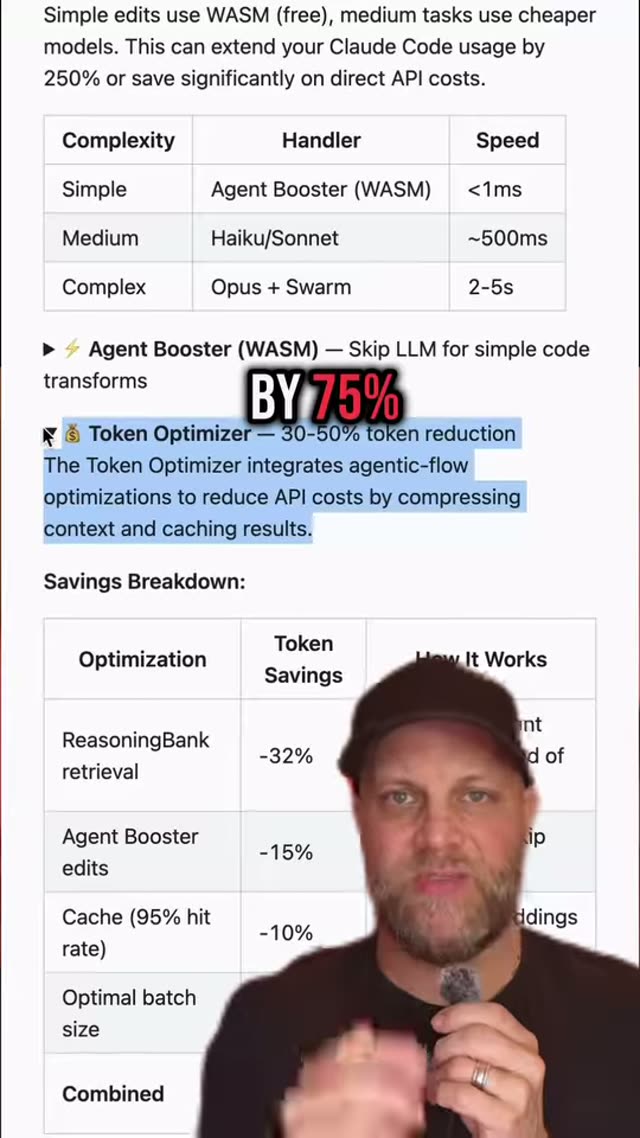 Simple edits use WASM (free), medium tasks use cheaper
models. This can extend your Claude Code usage by
250% or save significantly on direct API costs.
Complexity Handler Speed
Simple Agent Booster (WASM) <1ms
Medium Haiku/Sonnet ~500ms
Complex Opus + Swarm 2-5s
▶ ⚡ Agent Booster (WASM) — Skip LLM for simple code
transforms
BY 75%
▼ 💰 Token Optimizer — 30-50% token reduction
The Token Optimizer integrates agentic-flow
optimizations to reduce API costs by compressing
context and caching results.
Savings Breakdown:
Optimization Token Savings How It Works
ReasoningBank
retrieval -32% of
Agent Booster
edits -15%
Cache (95% hit
rate) -10%
Optimal batch
size
Combined